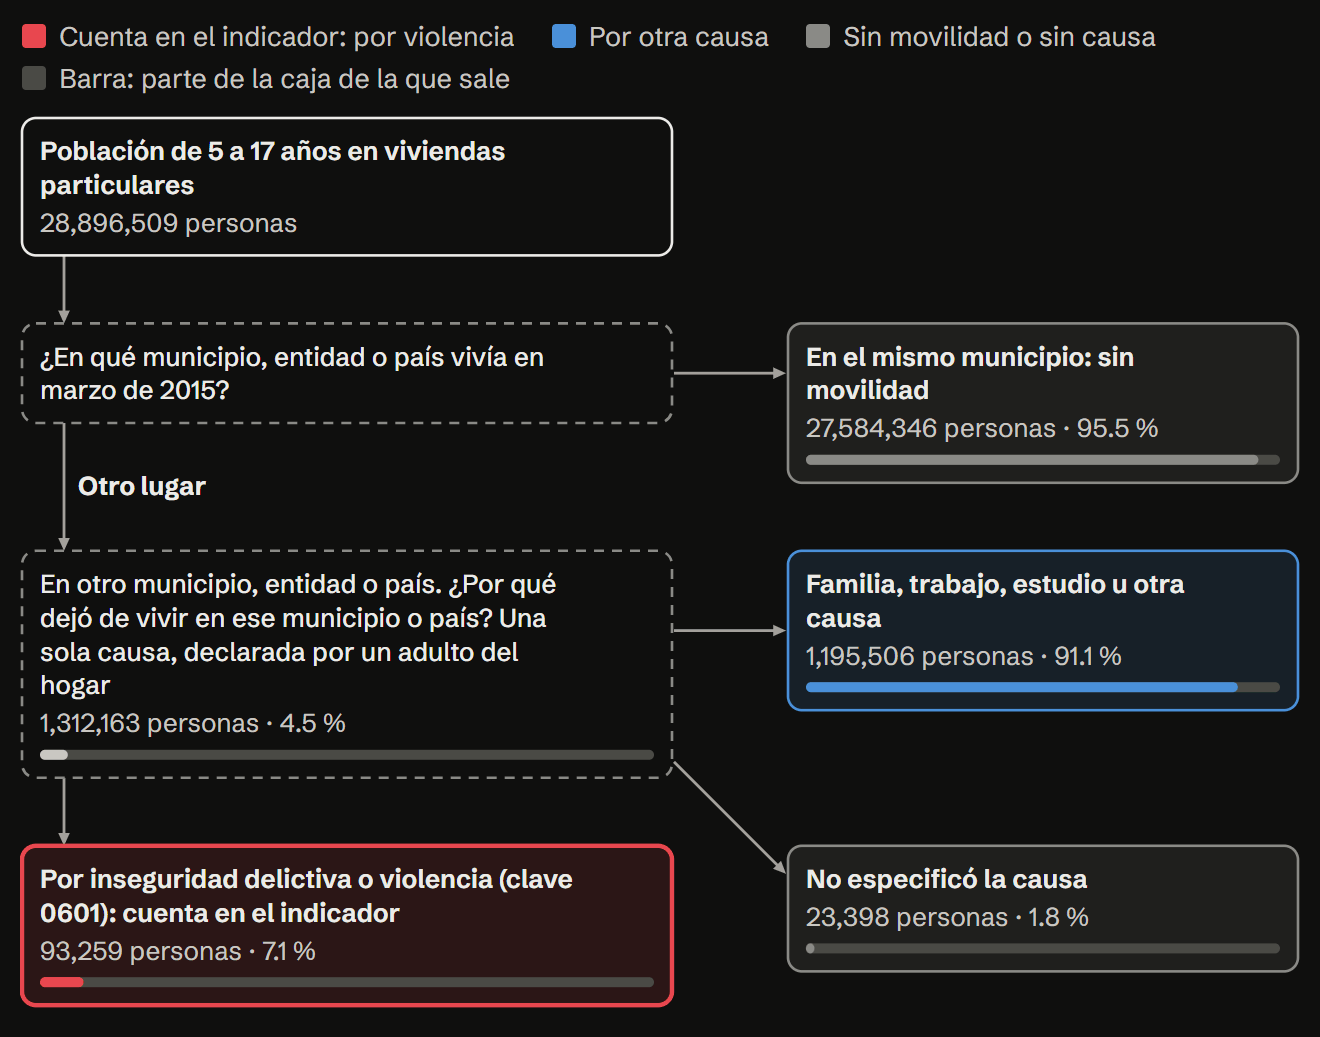 Cuenta en el indicador: por violencia
Por otra causa
Sin movilidad o sin causa
Barra: parte de la caja de la que sale
Población de 5 a 17 años en viviendas
particulares
28,896,509 personas
¿En qué municipio, entidad o país vivía en
marzo de 2015?
En el mismo municipio: sin
movilidad
27,584,346 personas · 95.5 %
Otro lugar
En otro municipio, entidad o país. ¿Por qué
dejó de vivir en ese municipio o país? Una
sola causa, declarada por un adulto del
hogar
1,312,163 personas · 4.5 %
Familia, trabajo, estudio u otra
causa
1,195,506 personas · 91.1 %
Por inseguridad delictiva o violencia (clave
0601): cuenta en el indicador
93,259 personas · 7.1 %
No especificó la causa
23,398 personas · 1.8 %